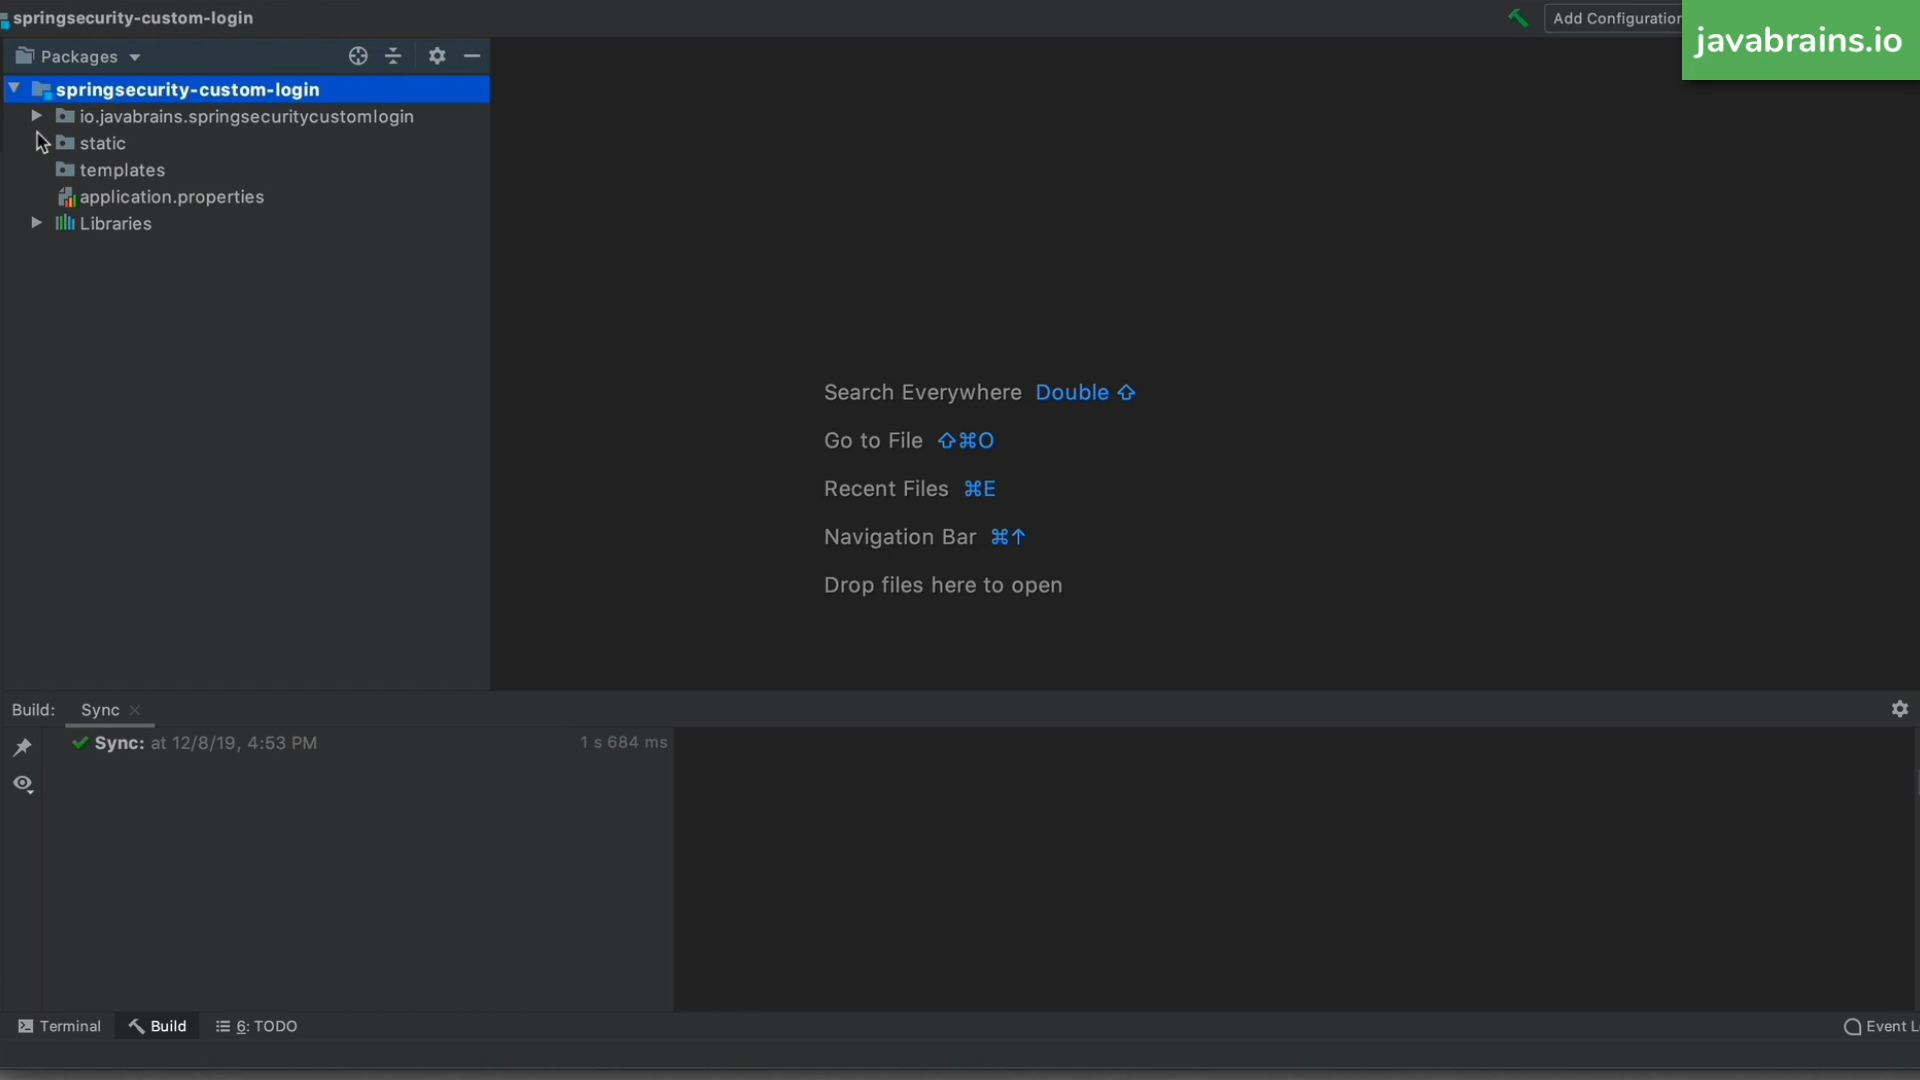 springsecurity-custom-login
Add Configuration
javabrains.io
Packages
springsecurity-custom-login
io.javabrains.springsecuritycustomlogin
static
templates
application.properties
Libraries
Search Everywhere Double ⇧
Go to File ⇧⌘O
Recent Files ⌘E
Navigation Bar ⌘↑
Drop files here to open
Build: Sync
Sync: at 12/8/19, 4:53 PM 1 s 684 ms
Terminal Build 6: TODO Event L